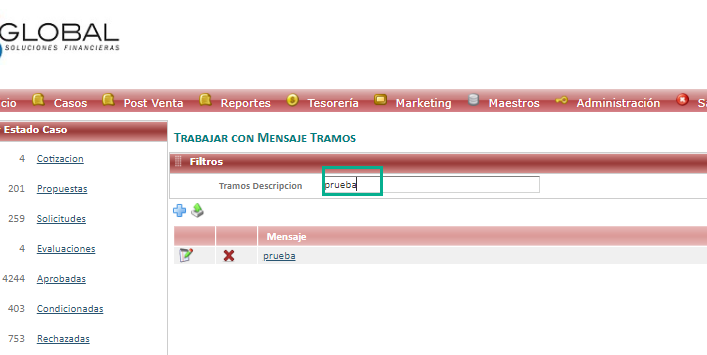 GLOBAL
SOLUCIONES FINANCIERAS
cio Casos Post Venta Reportes Tesorería Marketing Maestros Administración S
Estado Caso
4 Cotizacion
201 Propuestas
259 Solicitudes
4 Evaluaciones
4244 Aprobadas
403 Condicionadas
753 Rechazadas
TRABAJAR CON MENSAJE TRAMOS
Filtros
Tramos Descripcion prueba
Mensaje
prueba